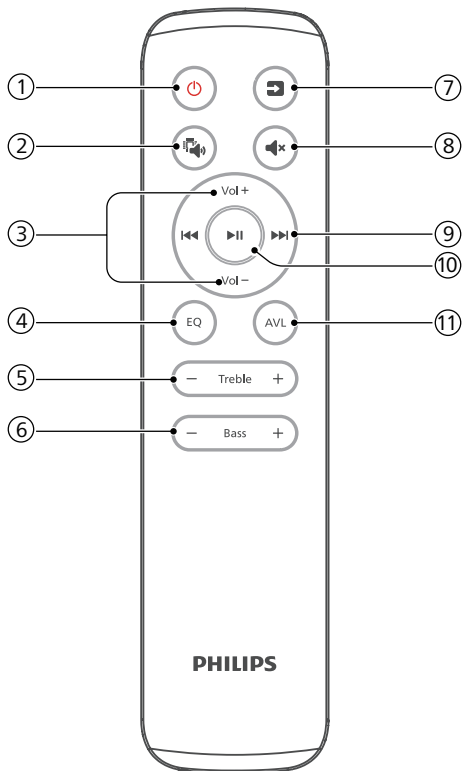 ① ⑦
② ⑧
Vol +
③ ⑨
⑩
Vol −
④ EQ AVL ⑪
⑤ − Treble +
⑥ − Bass +
PHILIPS